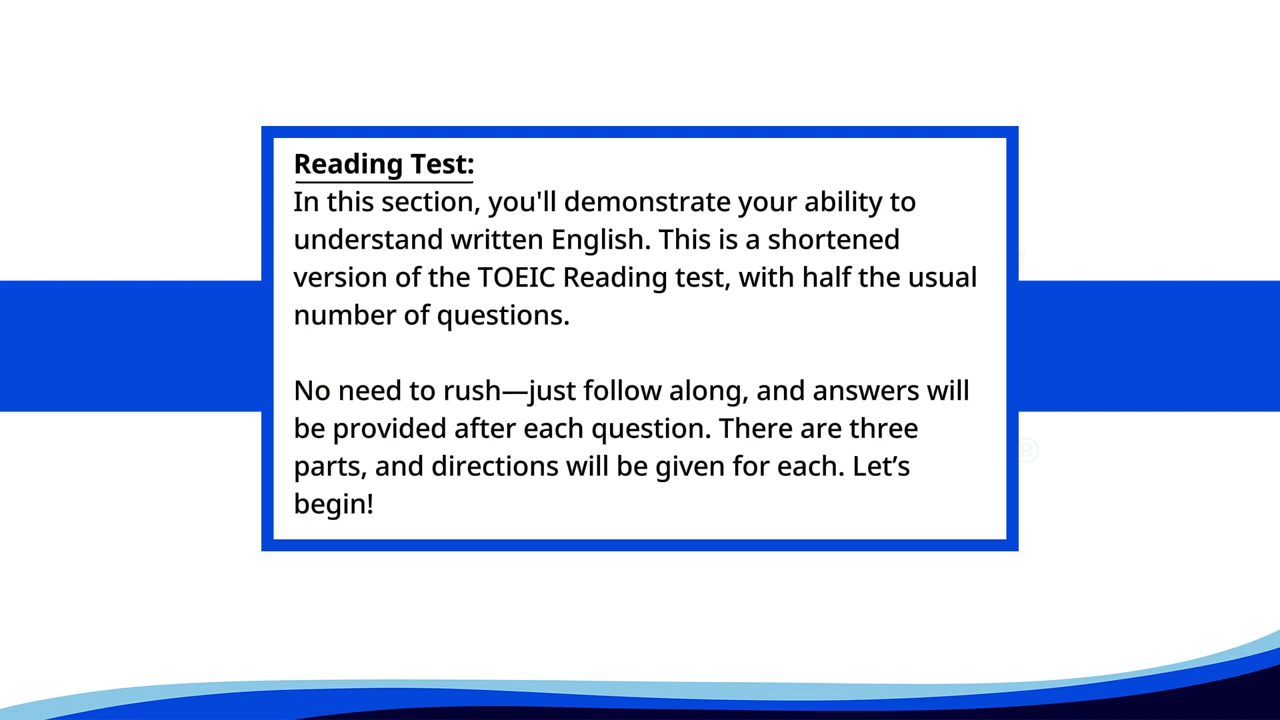 Reading Test:
In this section, you'll demonstrate your ability to
understand written English. This is a shortened
version of the TOEIC Reading test, with half the usual
number of questions.
No need to rush—just follow along, and answers will
be provided after each question. There are three
parts, and directions will be given for each. Let’s
begin!
®